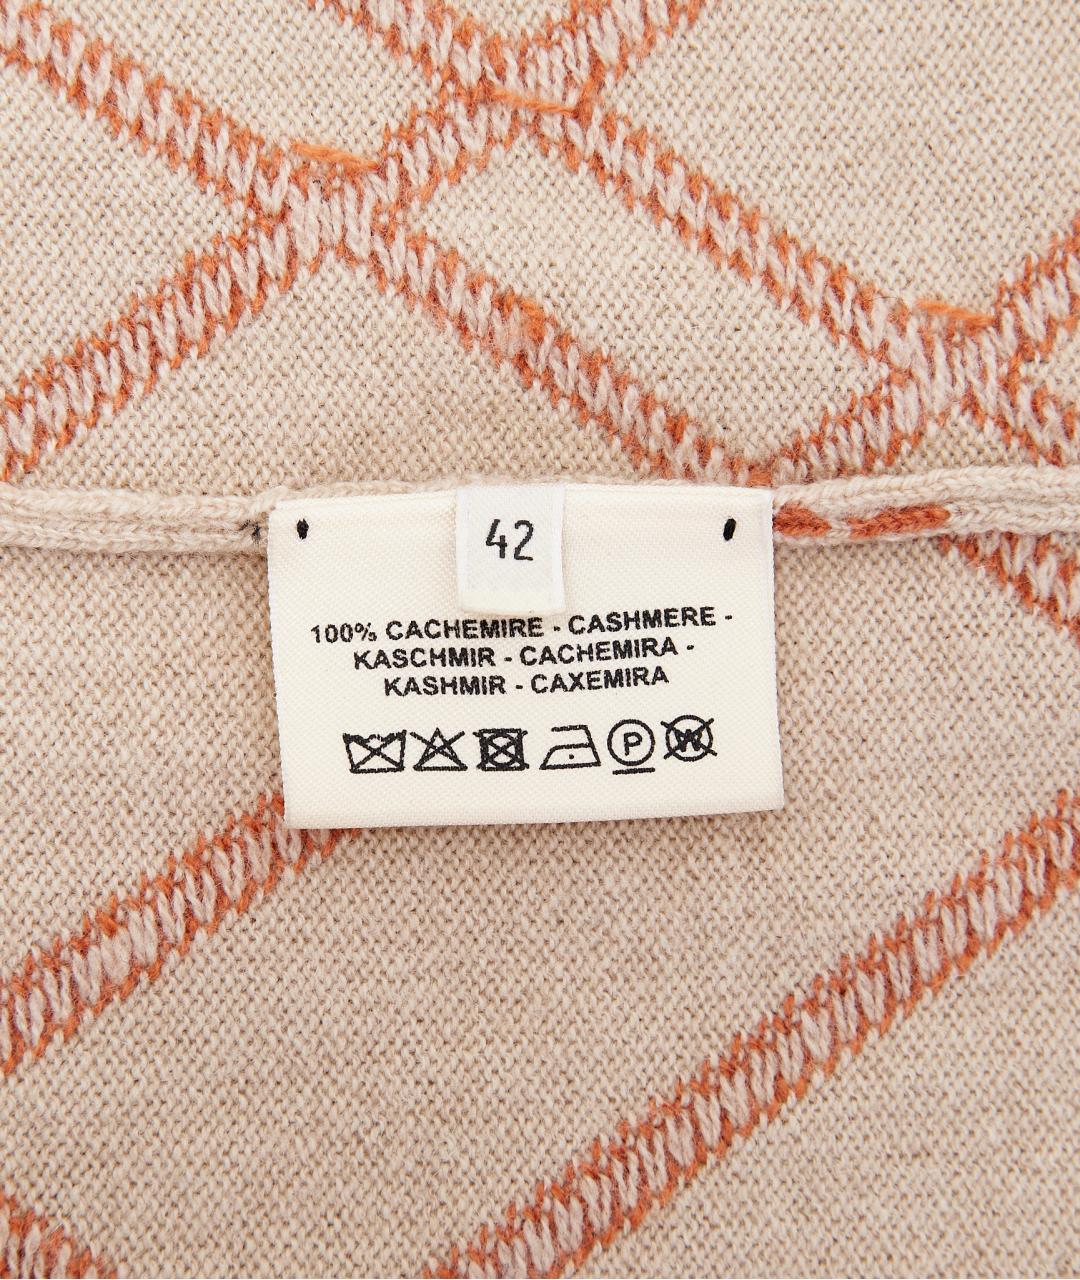 42
100% CACHEMIRE - CASHMERE -
KASCHMIR - CACHEMIRA -
KASHMIR - CAXEMIRA
P W